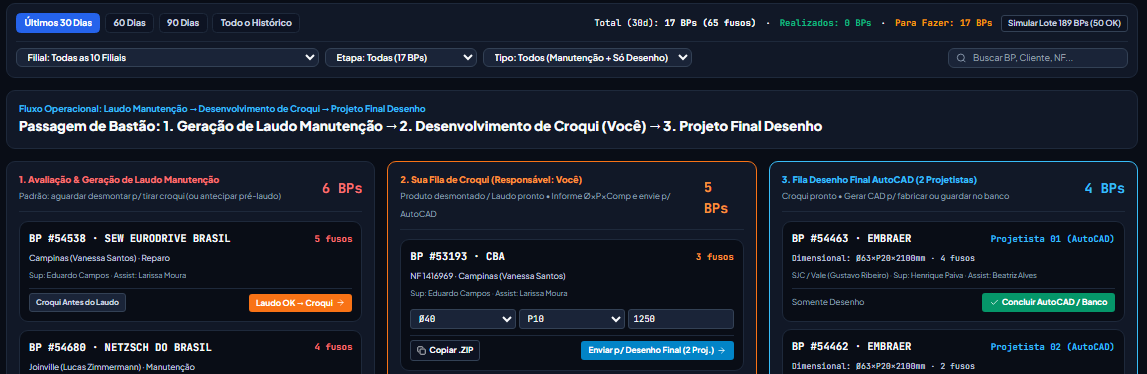 Últimos 30 Dias 60 Dias 90 Dias Todo o Histórico Total (30d): 17 BPs (65 fusos) · Realizados: 0 BPs · Para Fazer: 17 BPs Simular Lote 189 BPs (50 OK)
Filial: Todas as 10 Filiais Etapa: Todas (17 BPs) Tipo: Todos (Manutenção + Só Desenho) Buscar BP, Cliente, NF...
Fluxo Operacional: Laudo Manutenção → Desenvolvimento de Croqui → Projeto Final Desenho
Passagem de Bastão: 1. Geração de Laudo Manutenção → 2. Desenvolvimento de Croqui (Você) → 3. Projeto Final Desenho
1. Avaliação & Geração de Laudo Manutenção
Padrão: aguardar desmontar p/ tirar croqui (ou antecipar pré-laudo)
6 BPs
BP #54538 · SEW EURODRIVE BRASIL 5 fusos
Campinas (Vanessa Santos) · Reparo
Sup: Eduardo Campos · Assist: Larissa Moura
Croqui Antes do Laudo Laudo OK → Croqui →
BP #54680 · NETZSCH DO BRASIL 4 fusos
Joinville (Lucas Zimmermann) · Manutenção
2. Sua Fila de Croqui (Responsável: Você)
Produto desmontado / Laudo pronto • Informe Ø×P×Comp e envie p/
AutoCAD
5
BPs
BP #53193 · CBA 3 fusos
NF 1416969 · Campinas (Vanessa Santos)
Sup: Eduardo Campos · Assist: Larissa Moura
Ø40 P10 1250
Copiar .ZIP Enviar p/ Desenho Final (2 Proj.) →
3. Fila Desenho Final AutoCAD (2 Projetistas)
Croqui pronto • Gerar CAD p/ fabricar ou guardar no banco
4 BPs
BP #54463 · EMBRAER Projetista 01 (AutoCAD)
Dimensional: Ø63×P20×2100mm · 4 fusos
SJC / Vale (Gustavo Ribeiro) · Sup: Henrique Paiva · Assist: Beatriz Alves
Somente Desenho ✓ Concluir AutoCAD / Banco
BP #54462 · EMBRAER Projetista 02 (AutoCAD)
Dimensional: Ø63×P20×2100mm · 2 fusos